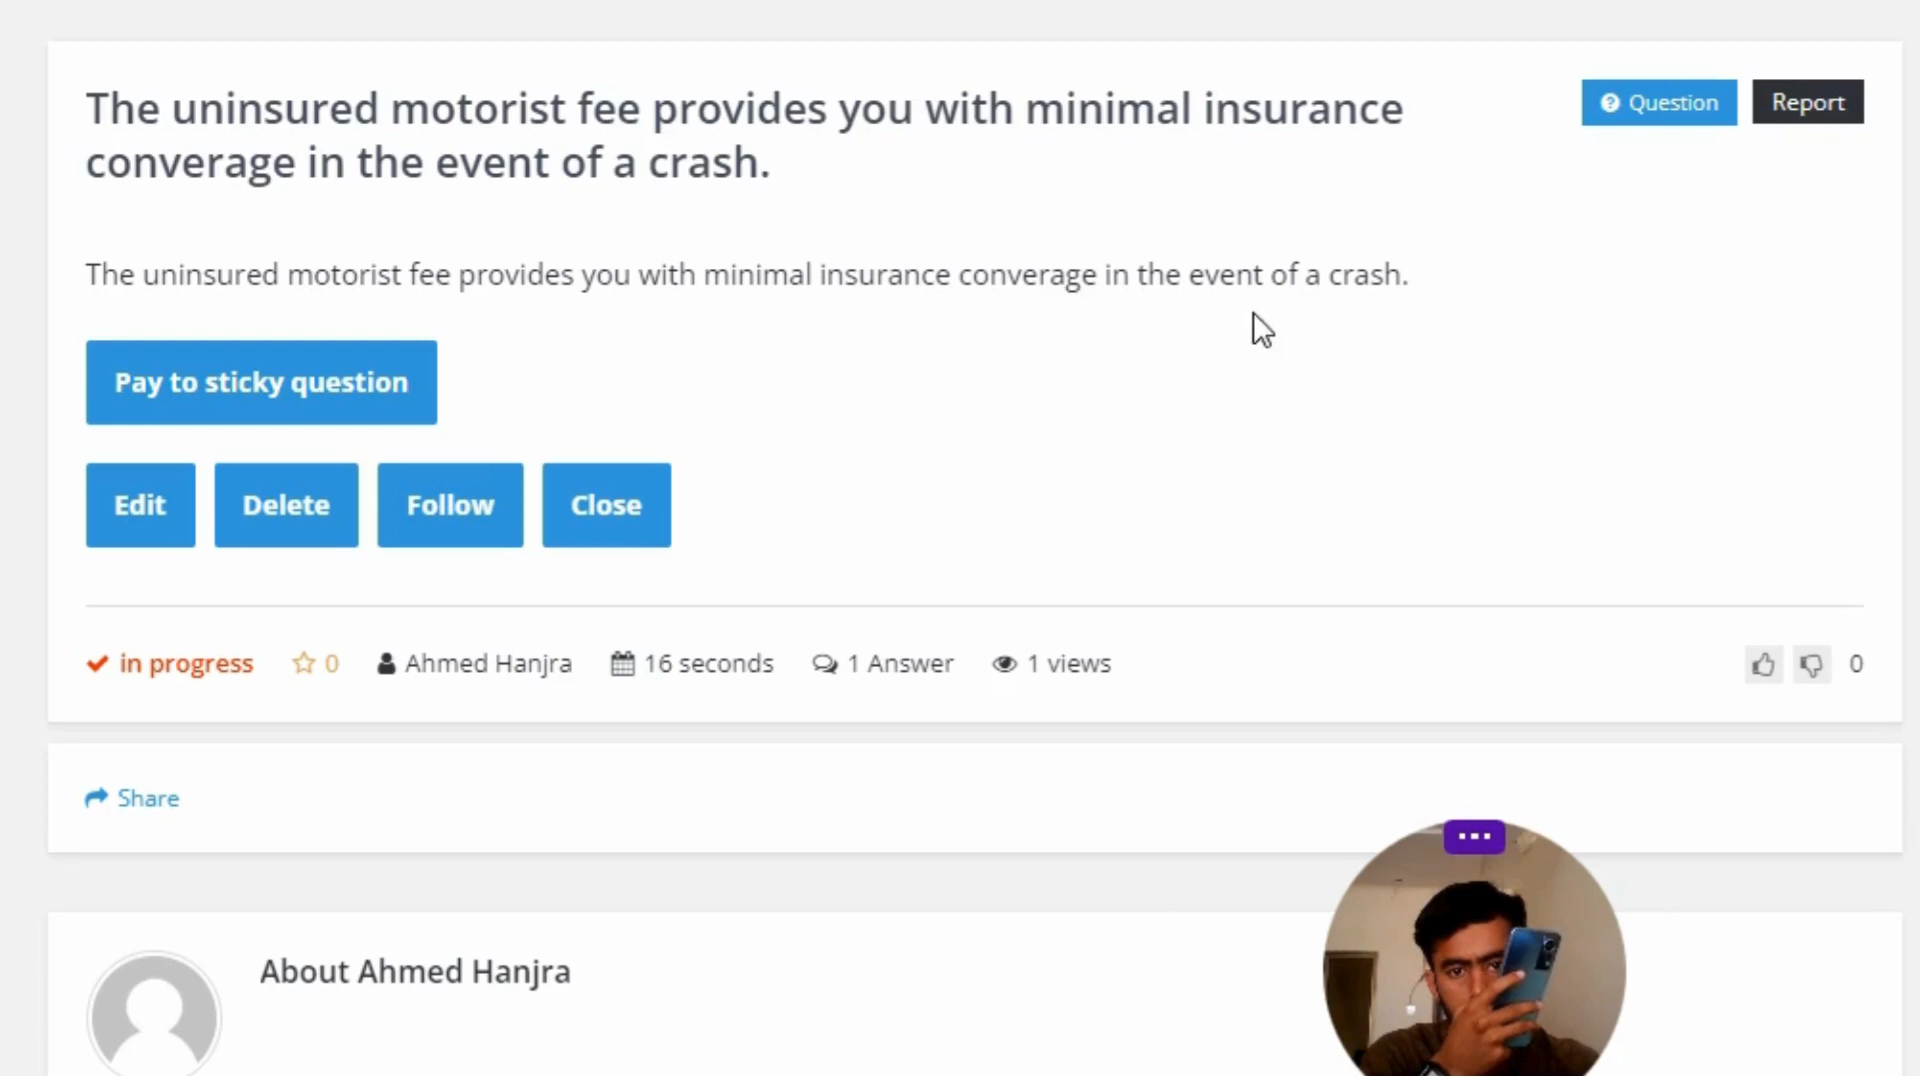 The uninsured motorist fee provides you with minimal insurance
converage in the event of a crash.
Question
Report
The uninsured motorist fee provides you with minimal insurance converage in the event of a crash.
Pay to sticky question
Edit
Delete
Follow
Close
in progress
0
Ahmed Hanjra
16 seconds
1 Answer
1 views
0
Share
About Ahmed Hanjra